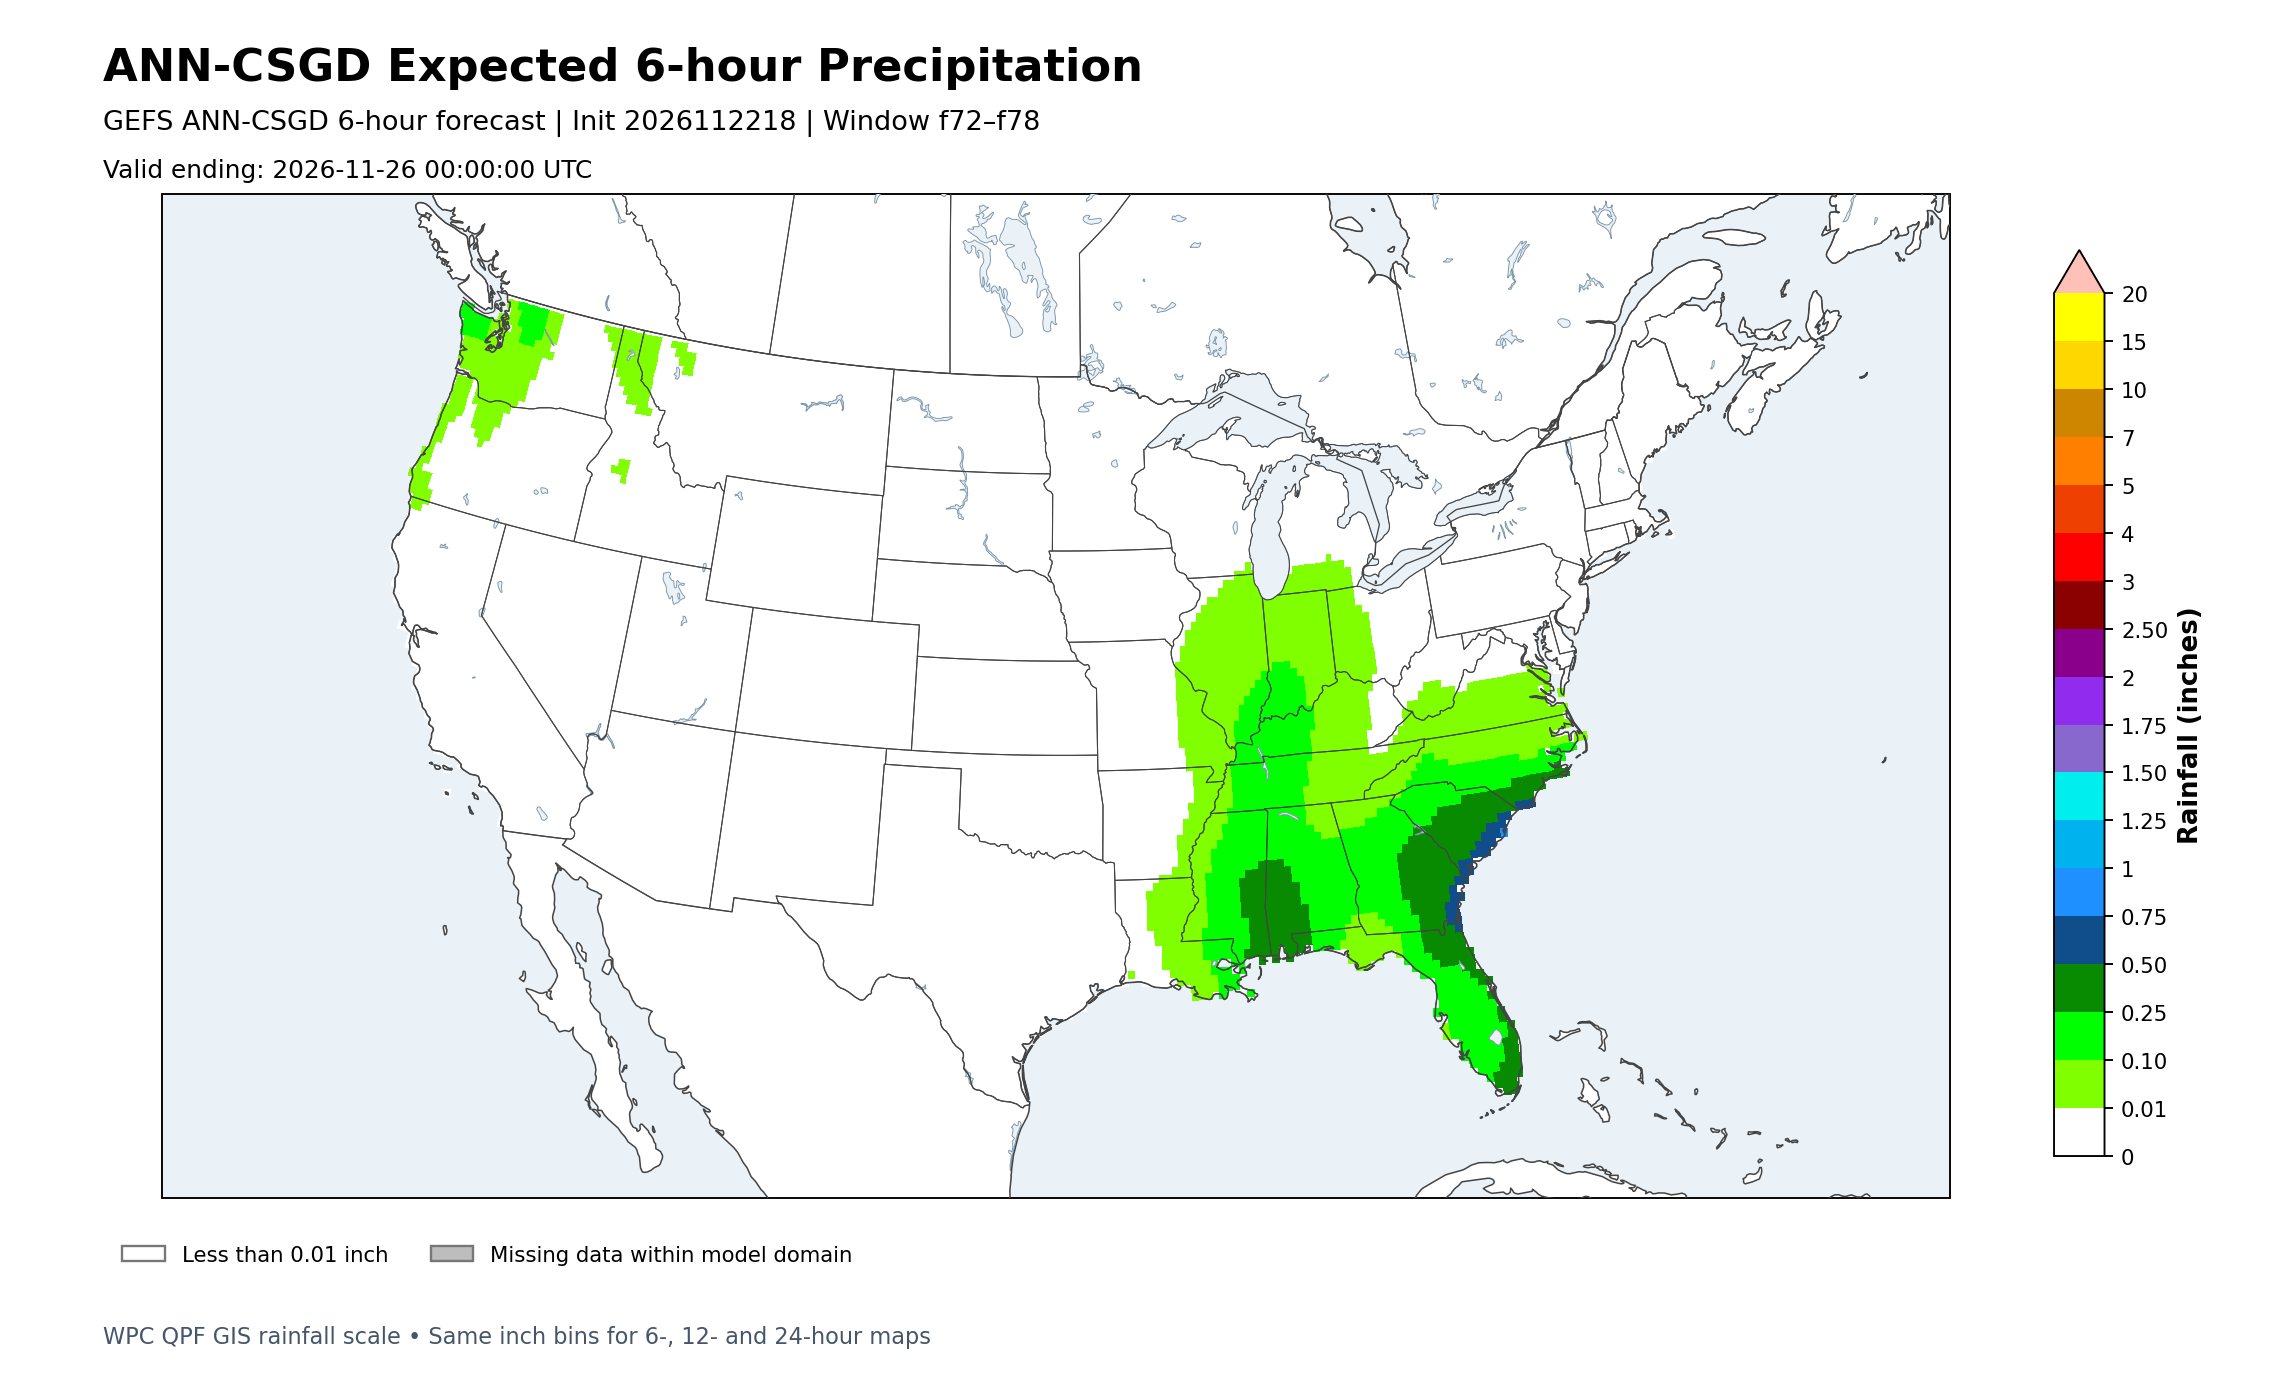 ANN-CSGD Expected 6-hour Precipitation
GEFS ANN-CSGD 6-hour forecast | Init 2026112218 | Window f72–f78
Valid ending: 2026-11-26 00:00:00 UTC
20
15
10
7
5
4
3
2.50
2
1.75
1.50
1.25
1
0.75
0.50
0.25
0.10
0.01
0
Rainfall (inches)
Less than 0.01 inch
Missing data within model domain
WPC QPF GIS rainfall scale • Same inch bins for 6-, 12- and 24-hour maps